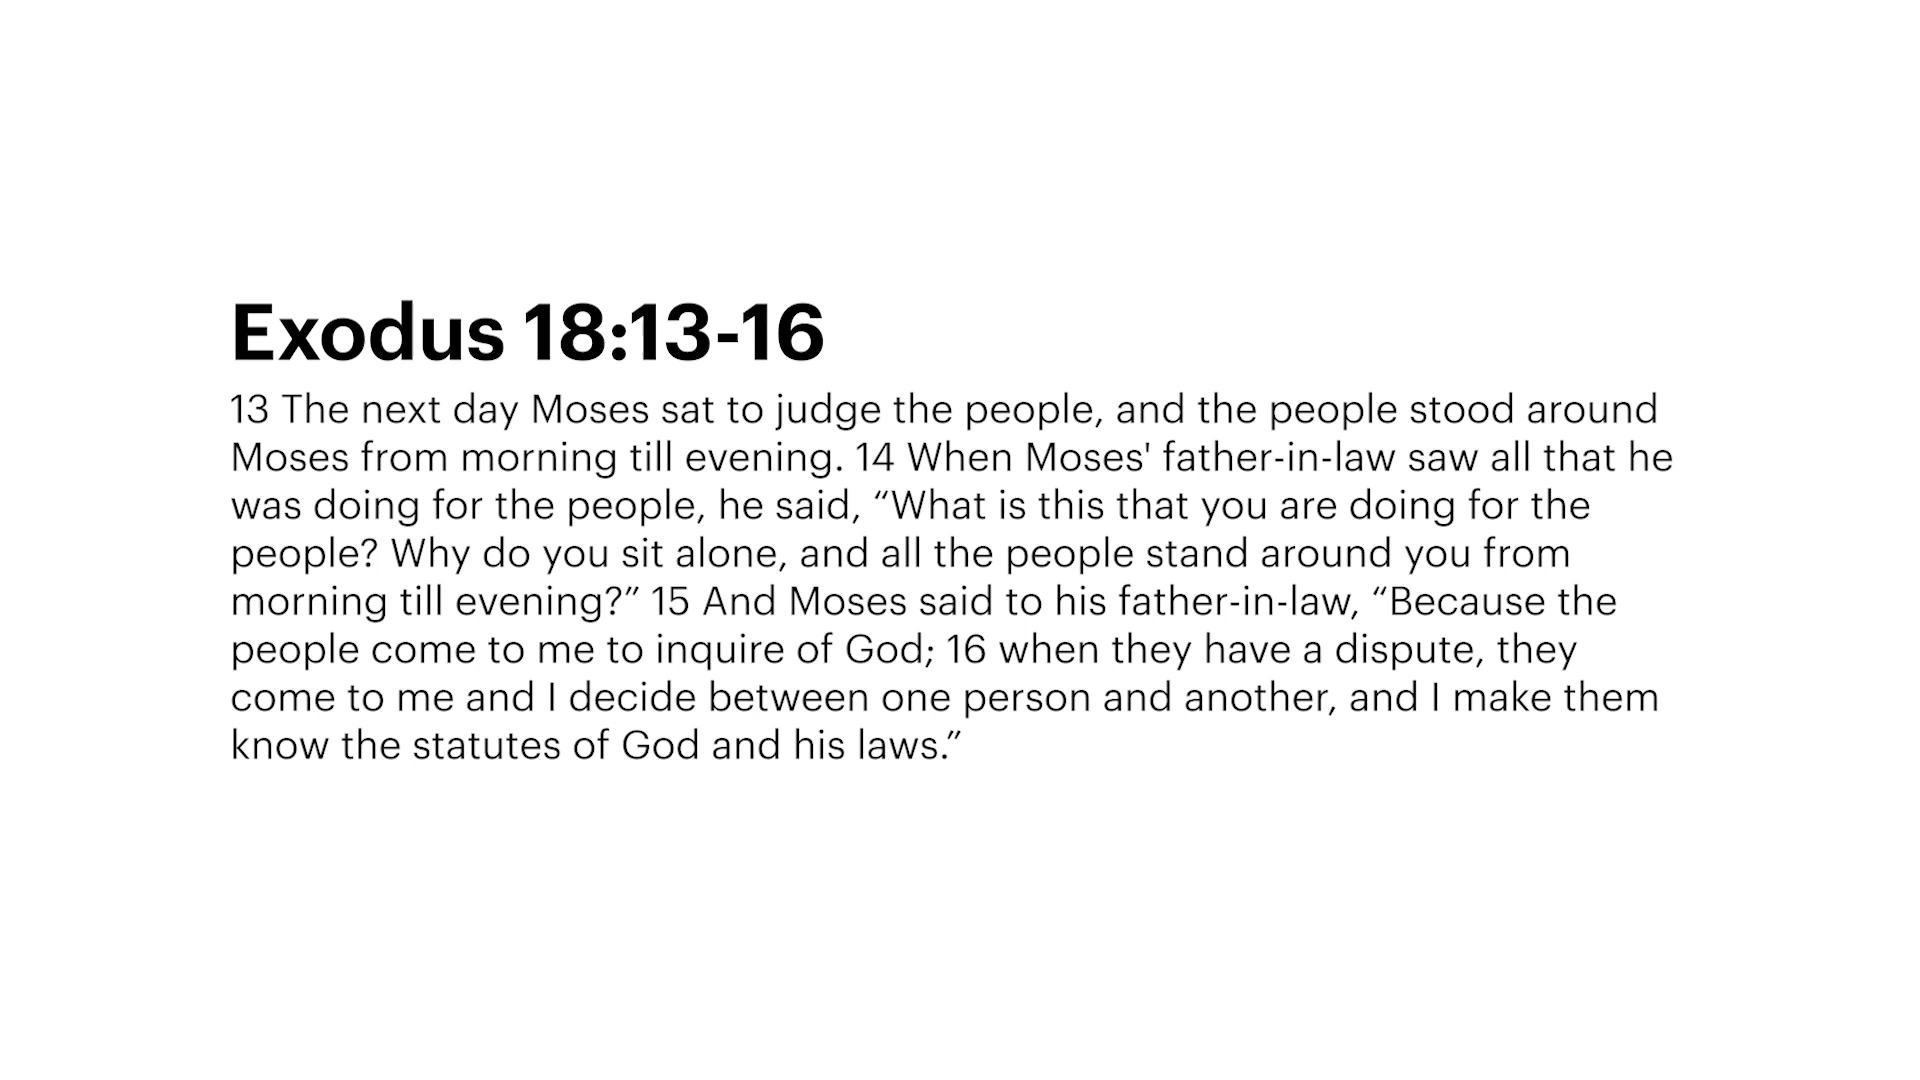 Exodus 18:13-16
13 The next day Moses sat to judge the people, and the people stood around
Moses from morning till evening. 14 When Moses' father-in-law saw all that he
was doing for the people, he said, “What is this that you are doing for the
people? Why do you sit alone, and all the people stand around you from
morning till evening?” 15 And Moses said to his father-in-law, “Because the
people come to me to inquire of God; 16 when they have a dispute, they
come to me and I decide between one person and another, and I make them
know the statutes of God and his laws.”